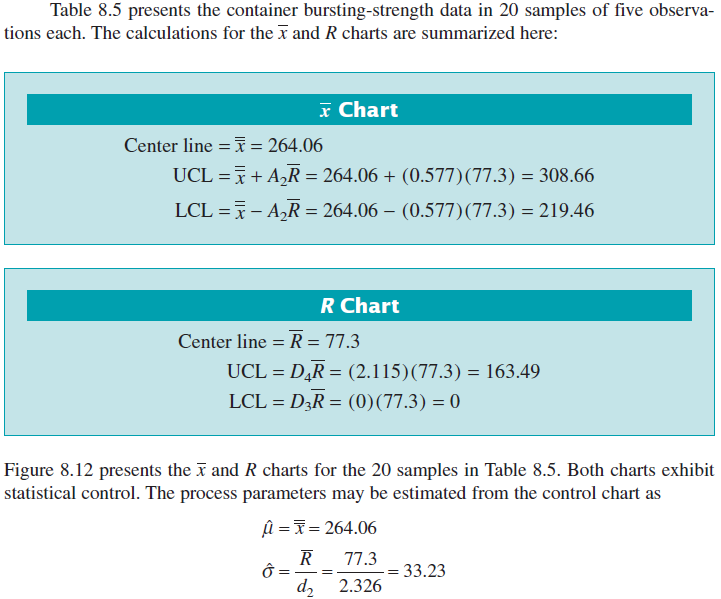 Table 8.5 presents the container bursting-strength data in 20 samples of five observa-
tions each. The calculations for the x̅ and R charts are summarized here:
x̅ Chart
Center line = x̿ = 264.06
UCL = x̿ + A₂R̅ = 264.06 + (0.577)(77.3) = 308.66
LCL = x̿ – A₂R̅ = 264.06 – (0.577)(77.3) = 219.46
R Chart
Center line = R̅ = 77.3
UCL = D₄R̅ = (2.115)(77.3) = 163.49
LCL = D₃R̅ = (0)(77.3) = 0
Figure 8.12 presents the x̅ and R charts for the 20 samples in Table 8.5. Both charts exhibit
statistical control. The process parameters may be estimated from the control chart as
μ̂ = x̿ = 264.06
σ̂ = R̅/d₂ = 77.3/2.326 = 33.23